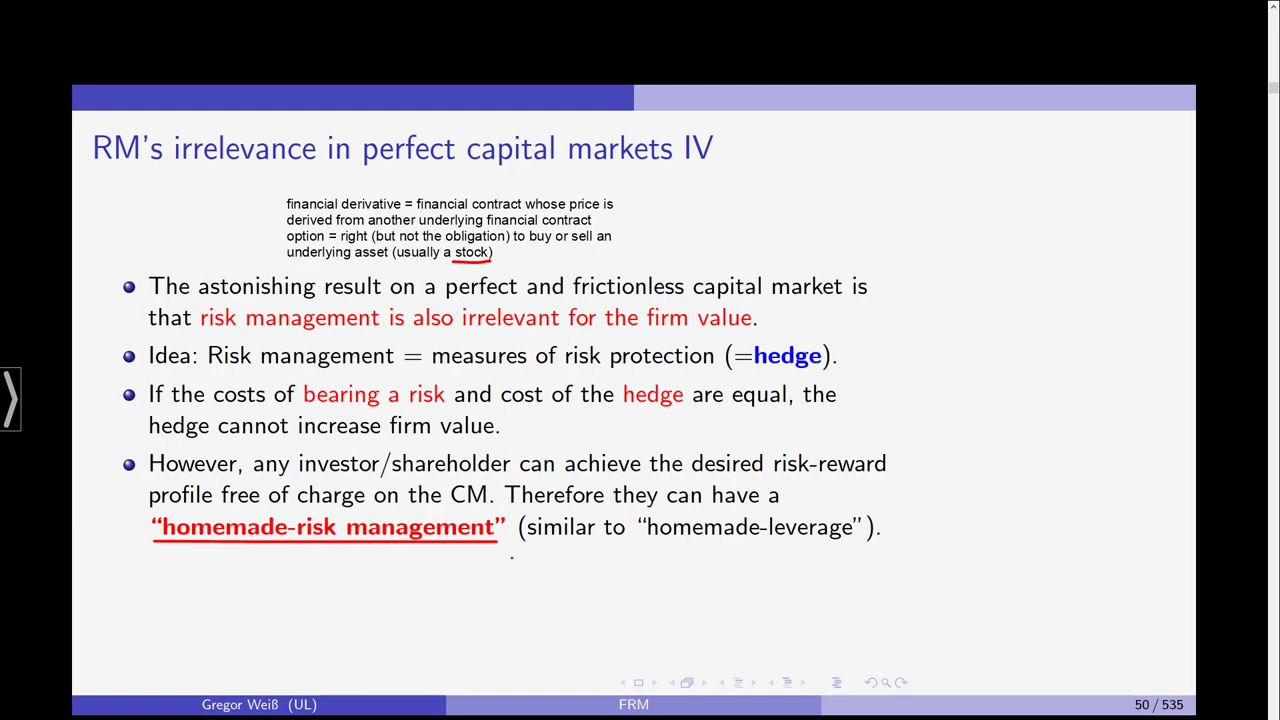 RM's irrelevance in perfect capital markets IV
financial derivative = financial contract whose price is
derived from another underlying financial contract
option = right (but not the obligation) to buy or sell an
underlying asset (usually a stock)
The astonishing result on a perfect and frictionless capital market is
that risk management is also irrelevant for the firm value.
Idea: Risk management = measures of risk protection (=hedge).
If the costs of bearing a risk and cost of the hedge are equal, the
hedge cannot increase firm value.
However, any investor/shareholder can achieve the desired risk-reward
profile free of charge on the CM. Therefore they can have a
“homemade-risk management” (similar to “homemade-leverage”).
Gregor Weiß (UL) FRM 50 / 535